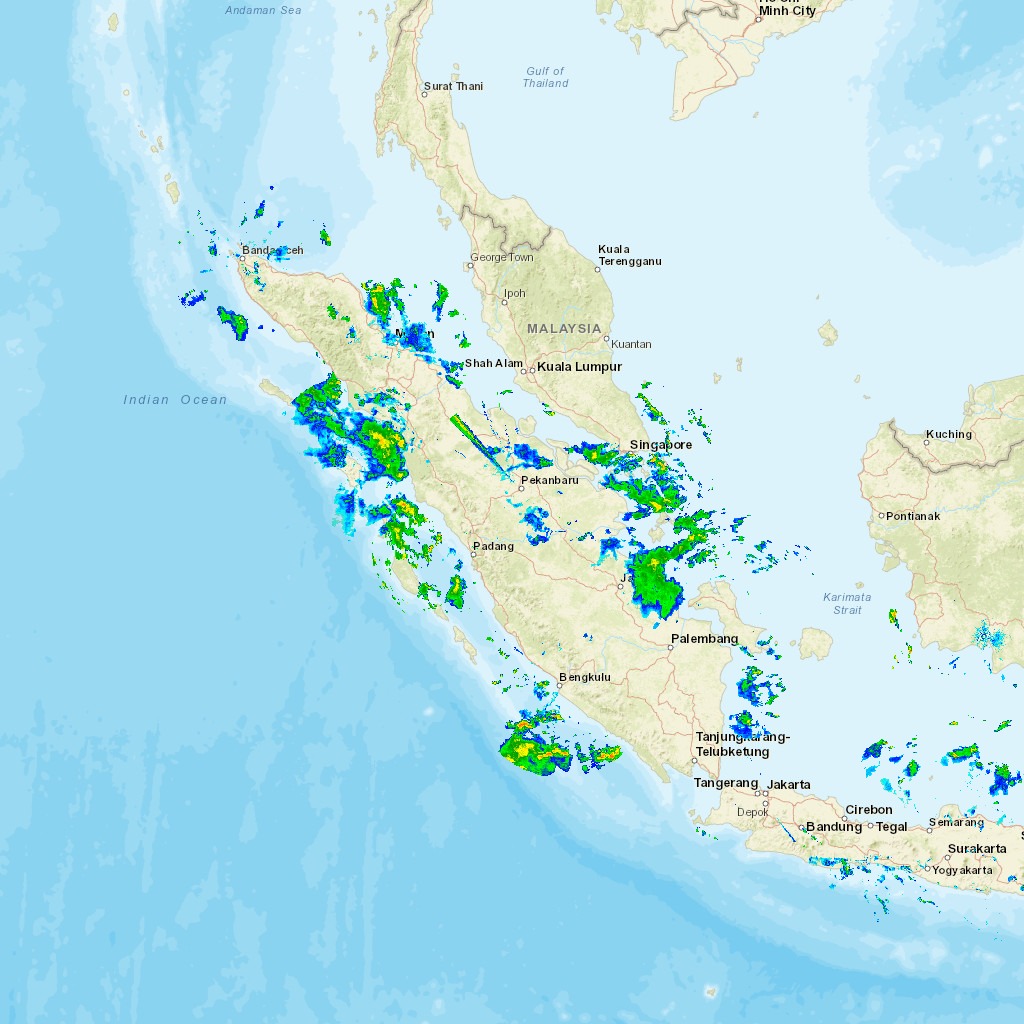 Andaman Sea
Minh City
Gulf of
Thailand
Surat Thani
Banda Aceh
George Town
Kuala
Terengganu
Ipoh
MALAYSIA
Kuantan
Shah Alam
Kuala Lumpur
Indian Ocean
Singapore
Kuching
Pekanbaru
Pontianak
Padang
Karimata
Strait
Palembang
Bengkulu
Tanjungkarang-
Telubketung
Tangerang
Jakarta
Depok
Cirebon
Bandung
Tegal
Semarang
Surakarta
Yogyakarta